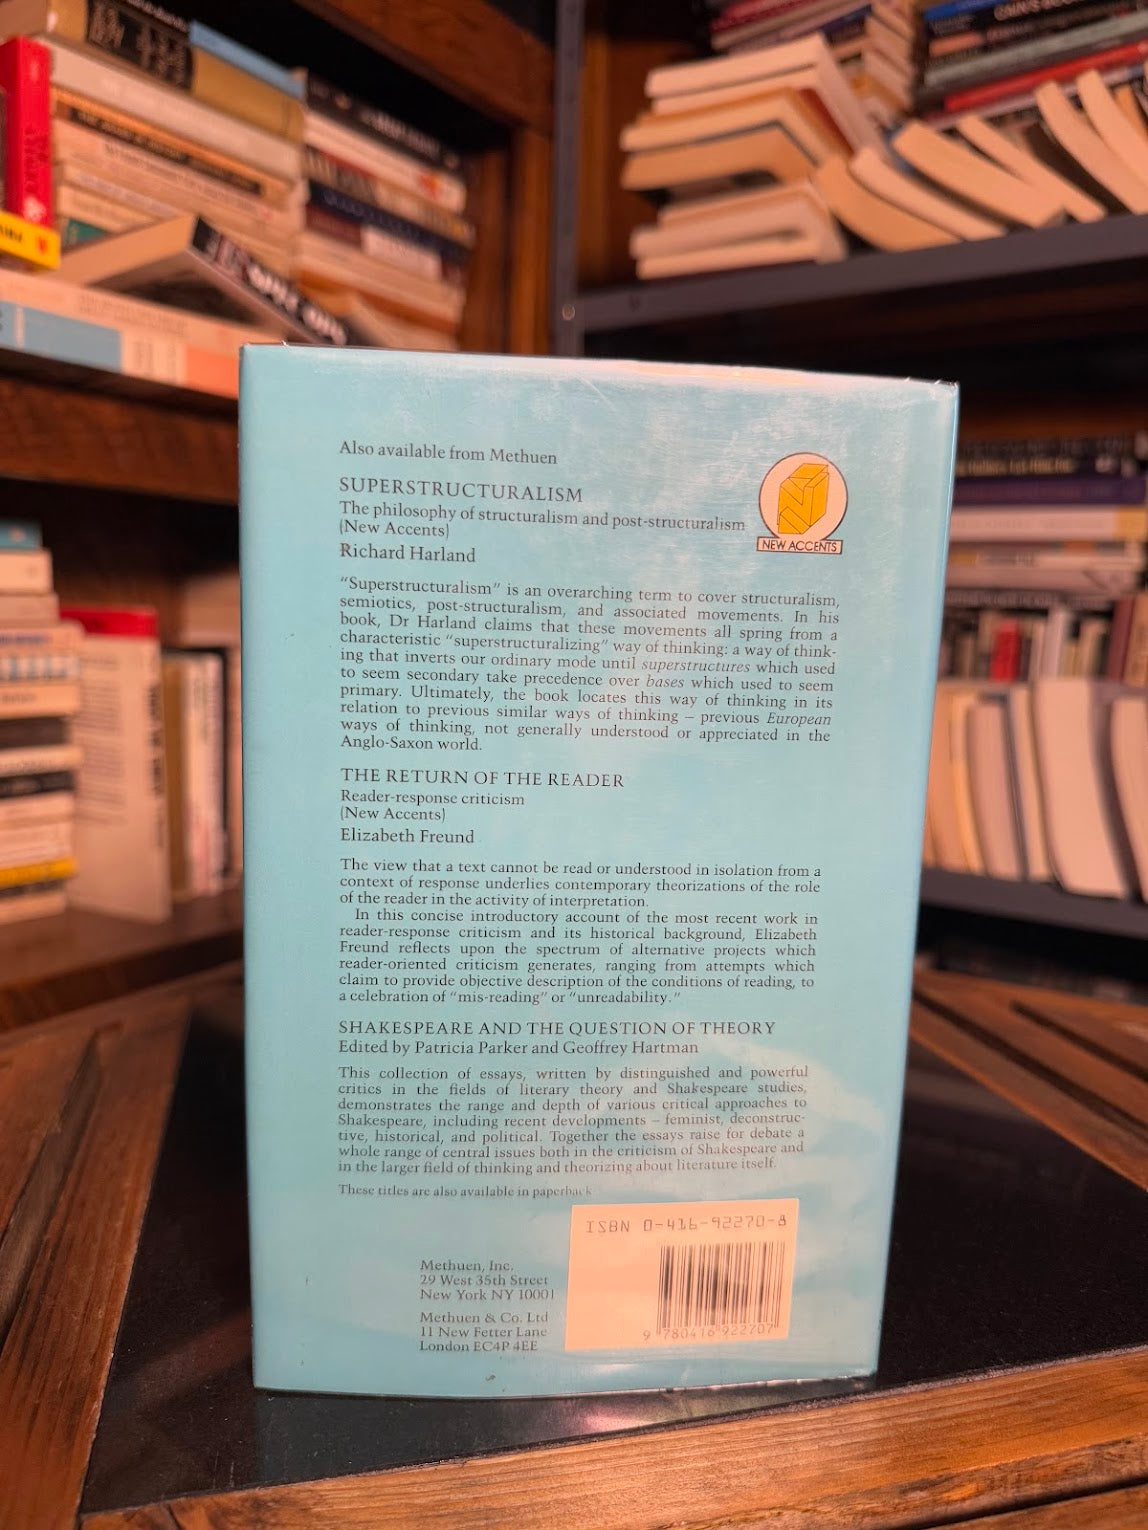 Also available from Methuen
SUPERSTRUCTURALISM
The philosophy of structuralism and post-structuralism
(New Accents)
Richard Harland
NEW ACCENTS
"Superstructuralism" is an overarching term to cover structuralism,
semiotics, post-structuralism, and associated movements. In his
book, Dr Harland claims that these movements all spring from a
characteristic "superstructuralizing" way of thinking: a way of think-
ing that inverts our ordinary mode until superstructures which used
to seem secondary take precedence over bases which used to seem
primary. Ultimately, the book locates this way of thinking in its
relation to previous similar ways of thinking – previous European
ways of thinking, not generally understood or appreciated in the
Anglo-Saxon world.
THE RETURN OF THE READER
Reader-response criticism
(New Accents)
Elizabeth Freund
The view that a text cannot be read or understood in isolation from a
context of response underlies contemporary theorizations of the role
of the reader in the activity of interpretation.
In this concise introductory account of the most recent work in
reader-response criticism and its historical background, Elizabeth
Freund reflects upon the spectrum of alternative projects which
reader-oriented criticism generates, ranging from attempts which
claim to provide objective description of the conditions of reading, to
a celebration of "mis-reading" or "unreadability."
SHAKESPEARE AND THE QUESTION OF THEORY
Edited by Patricia Parker and Geoffrey Hartman
This collection of essays, written by distinguished and powerful
critics in the fields of literary theory and Shakespeare studies,
demonstrates the range and depth of various critical approaches to
Shakespeare, including recent developments – feminist, deconstruc-
tive, historical, and political. Together the essays raise for debate a
whole range of central issues both in the criticism of Shakespeare and
in the larger field of thinking and theorizing about literature itself.
These titles are also available in paperback
Methuen, Inc.
29 West 35th Street
New York NY 10001
Methuen & Co. Ltd
11 New Fetter Lane
London EC4P 4EE
ISBN 0-416-92270-8
9 780416 922707